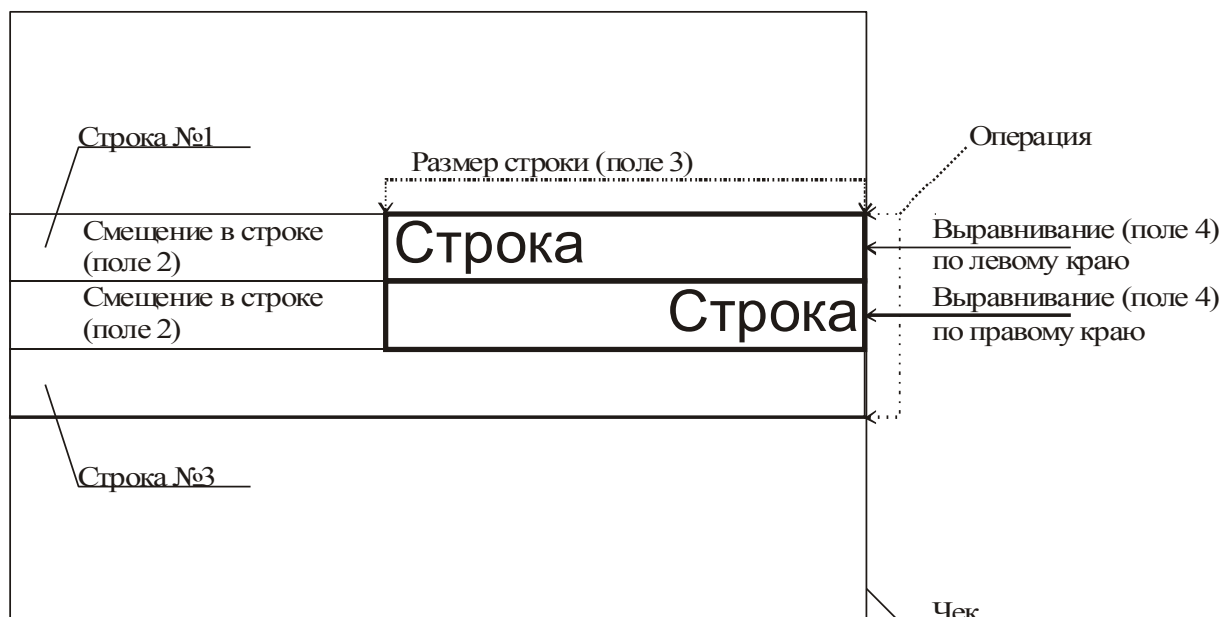 Строка №1
Операция
Размер строки (поле 3)
Смещение в строке
(поле 2)
Строка
Выравнивание (поле 4)
по левому краю
Смещение в строке
(поле 2)
Строка
Выравнивание (поле 4)
по правому краю
Строка №3
Чек